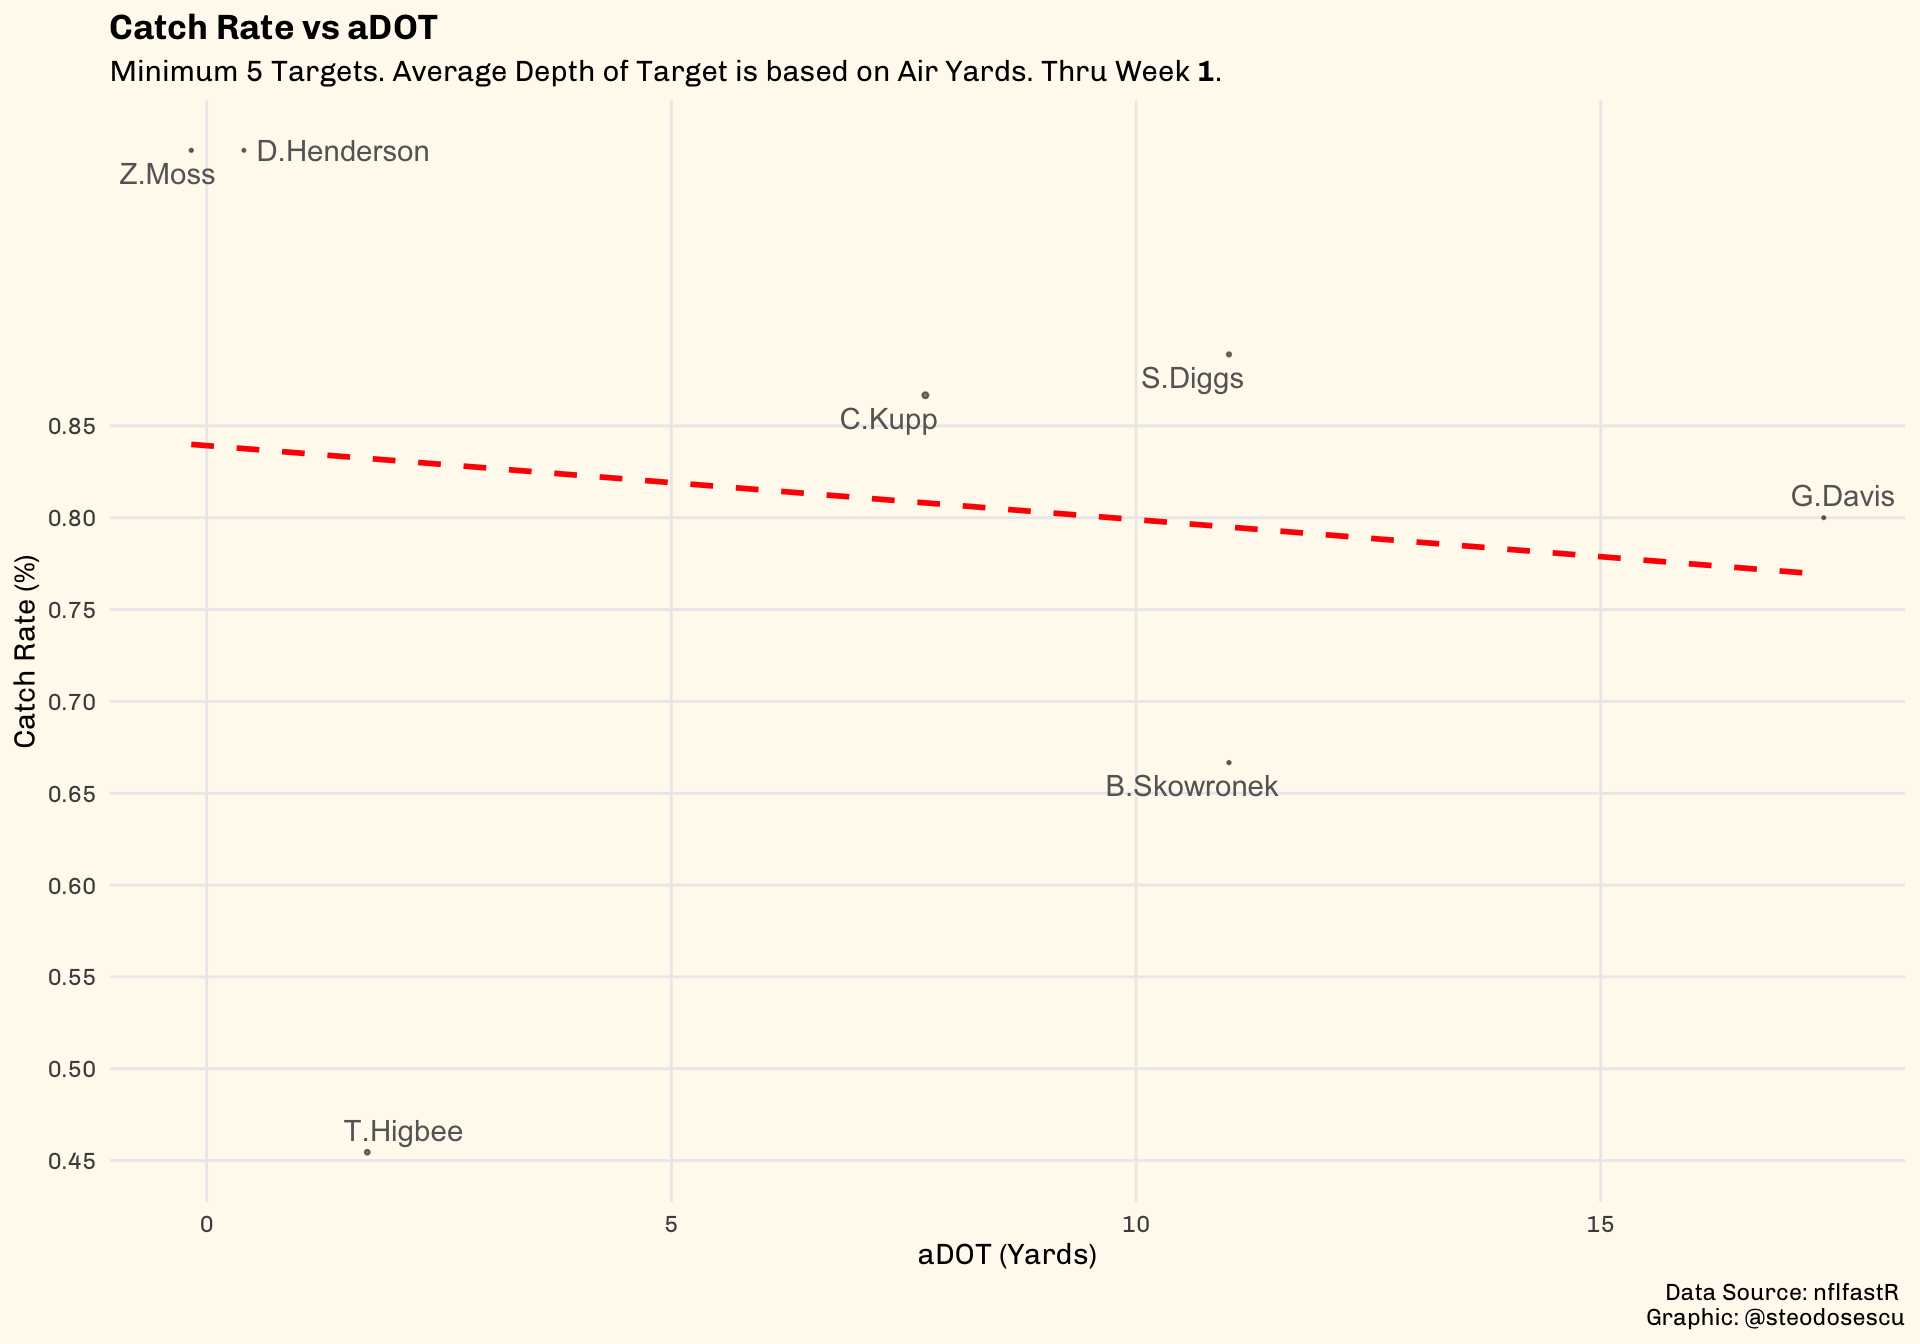 Catch Rate vs aDOT
Minimum 5 Targets. Average Depth of Target is based on Air Yards. Thru Week 1.
Z.Moss
D.Henderson
S.Diggs
C.Kupp
G.Davis
B.Skowronek
T.Higbee
Catch Rate (%)
0.85
0.80
0.75
0.70
0.65
0.60
0.55
0.50
0.45
0
5
10
15
aDOT (Yards)
Data Source: nflfastR
Graphic: @steodosescu